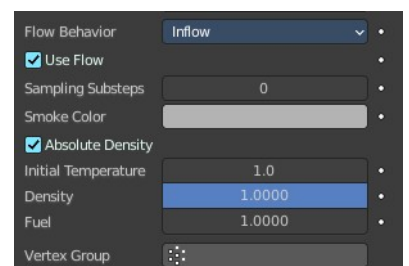 Flow Behavior Inflow
Use Flow
Sampling Substeps 0
Smoke Color
Absolute Density
Initial Temperature 1.0
Density 1.0000
Fuel 1.0000
Vertex Group